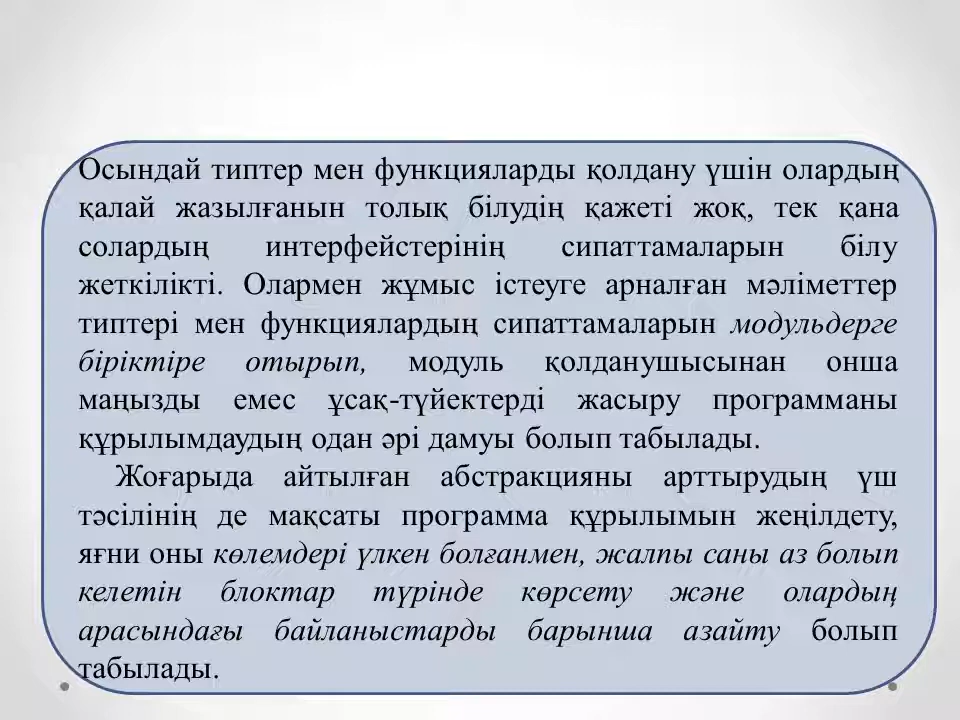 Осындай типтер мен функцияларды қолдану үшін олардың
қалай жазылғанын толық білудің қажеті жоқ, тек қана
солардың интерфейстерінің сипаттамаларын білу
жеткілікті. Олармен жұмыс істеуге арналған мәліметтер
типтері мен функциялардың сипаттамаларын модульдерге
біріктіре отырып, модуль қолданушысынан онша
маңызды емес ұсақ-түйектерді жасыру программаны
құрылымдаудың одан әрі дамуы болып табылады.
Жоғарыда айтылған абстракцияны арттырудың үш
тәсілінің де мақсаты программа құрылымын жеңілдету,
яғни оны көлемдері үлкен болғанмен, жалпы саны аз болып
келетін блоктар түрінде көрсету және олардың
арасындағы байланыстарды барынша азайту болып
табылады.